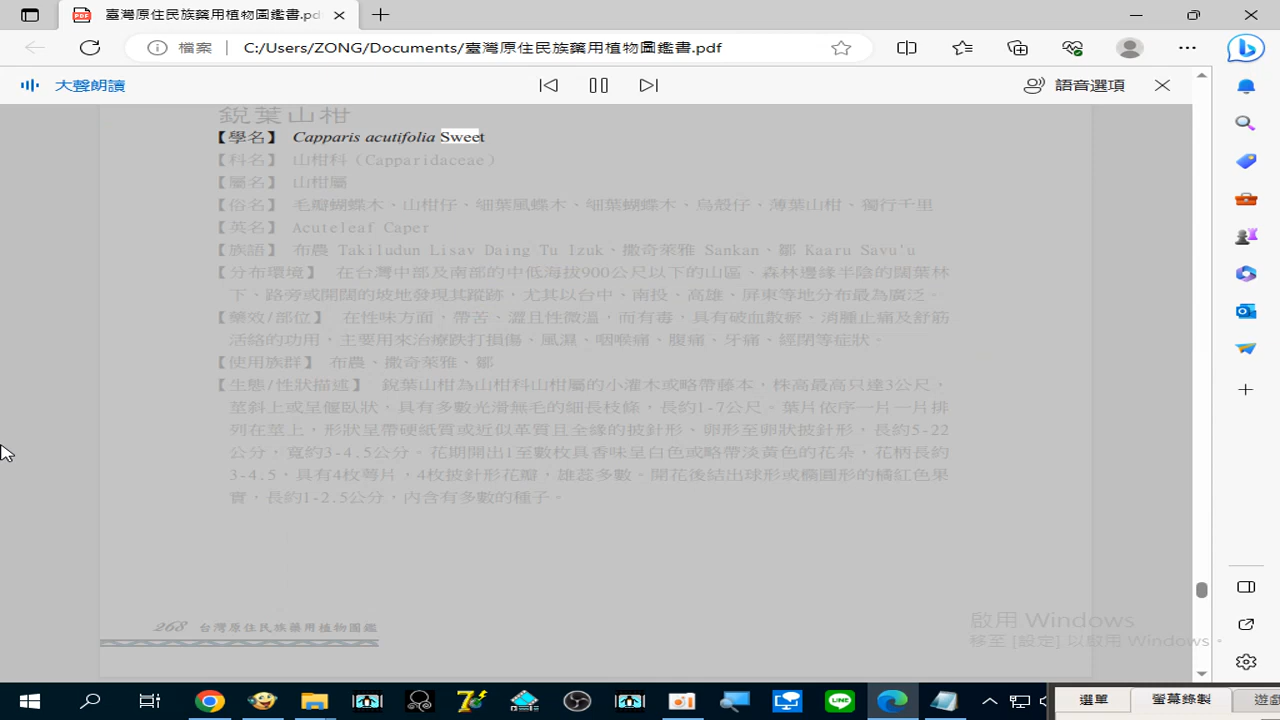 臺灣原住民族藥用植物圖鑑書.pdf
檔案 C:/Users/ZONG/Documents/臺灣原住民族藥用植物圖鑑書.pdf
大聲朗讀 語音選項
銳葉山柑
【學名】 Capparis acutifolia Sweet
【科名】 山柑科（Capparidaceae）
【屬名】 山柑屬
【俗名】 毛瓣蝴蝶木、山柑仔、細葉風蝶木、細葉蝴蝶木、烏殼仔、薄葉山柑、獨行千里
【英名】 Acuteleaf Caper
【族語】 布農 Takiludun Lisav Daing Tu Izuk、撒奇萊雅 Sankan、鄒 Kaaru Savu'u
【分布環境】 在台灣中部及南部的中低海拔900公尺以下的山區、森林邊緣半陰的闊葉林
下、路旁或開闊的坡地發現其蹤跡，尤其以台中、南投、高雄、屏東等地分布最為廣泛。
【藥效/部位】 在性味方面，帶苦、澀且性微溫，而有毒，具有破血散瘀、消腫止痛及舒筋
活絡的功用，主要用來治療跌打損傷、風濕、咽喉痛、腹痛、牙痛、經閉等症狀。
【使用族群】 布農、撒奇萊雅、鄒
【生態/性狀描述】 銳葉山柑為山柑科山柑屬的小灌木或略帶藤本，株高最高只達3公尺，
莖斜上或呈偃臥狀，具有多數光滑無毛的細長枝條，長約1-7公尺。葉片依序一片一片排
列在莖上，形狀呈帶硬紙質或近似革質且全緣的披針形、卵形至卵狀披針形，長約5-22
公分，寬約3-4.5公分。花期開出1至數枚具香味呈白色或略帶淡黃色的花朵，花柄長約
3-4.5，具有4枚萼片，4枚披針形花瓣，雄蕊多數。開花後結出球形或橢圓形的橘紅色果
實，長約1-2.5公分，內含有多數的種子。
268 台灣原住民族藥用植物圖鑑
啟用 Windows
移至 [設定] 以啟用 Windows。
選單 螢幕錄製 遊戲